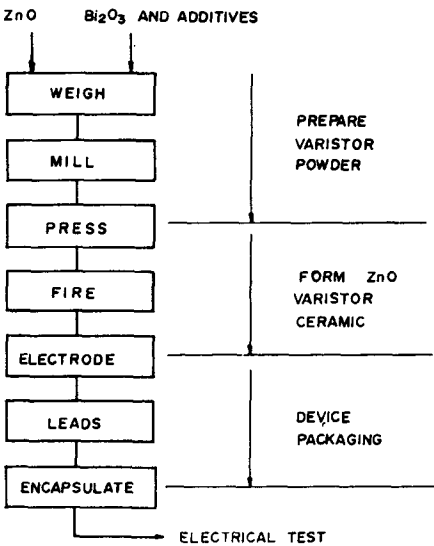 ZnO Bi₂O₃ AND ADDITIVES
WEIGH
MILL
PRESS
FIRE
ELECTRODE
LEADS
ENCAPSULATE
PREPARE
VARISTOR
POWDER
FORM ZnO
VARISTOR
CERAMIC
DEVICE
PACKAGING
ELECTRICAL TEST